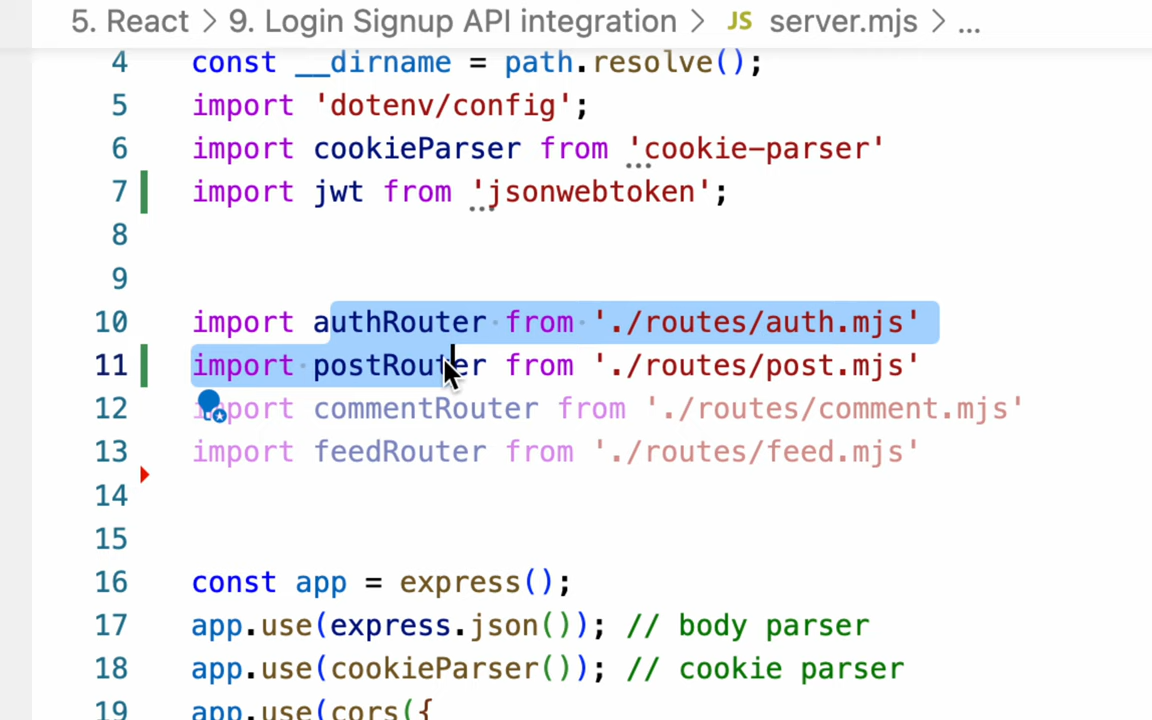 5. React > 9. Login Signup API integration > JS server.mjs > ...
4 const __dirname = path.resolve();
5 import 'dotenv/config';
6 import cookieParser from 'cookie-parser'
7 import jwt from 'jsonwebtoken';
8
9
10 import authRouter from './routes/auth.mjs'
11 import postRouter from './routes/post.mjs'
12 import commentRouter from './routes/comment.mjs'
13 import feedRouter from './routes/feed.mjs'
14
15
16 const app = express();
17 app.use(express.json()); // body parser
18 app.use(cookieParser()); // cookie parser
19 app.use(cors({